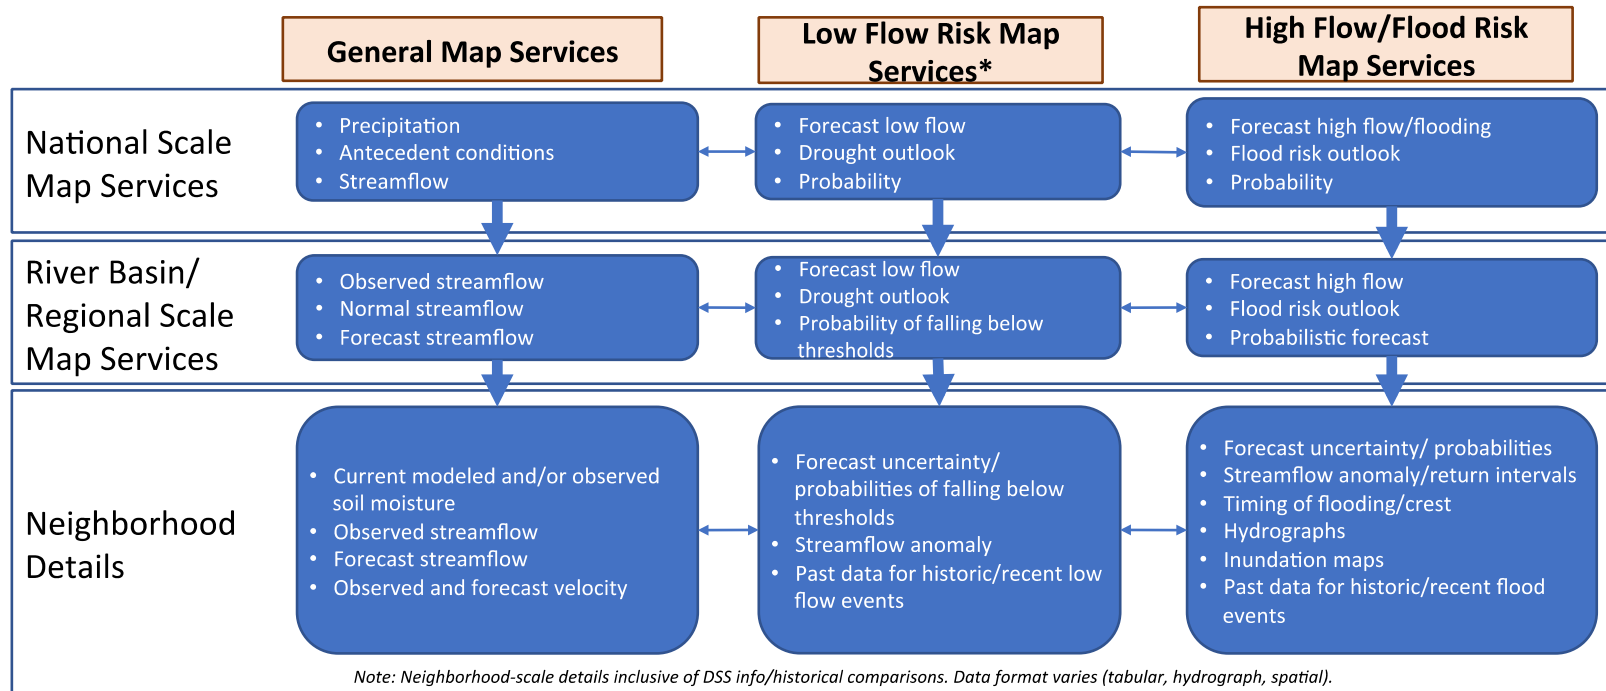 General Map Services
Low Flow Risk Map
Services*
High Flow/Flood Risk
Map Services
National Scale
Map Services
• Precipitation
• Antecedent conditions
• Streamflow
• Forecast low flow
• Drought outlook
• Probability
• Forecast high flow/flooding
• Flood risk outlook
• Probability
River Basin/
Regional Scale
Map Services
• Observed streamflow
• Normal streamflow
• Forecast streamflow
• Forecast low flow
• Drought outlook
• Probability of falling below
thresholds
• Forecast high flow
• Flood risk outlook
• Probabilistic forecast
Neighborhood
Details
• Current modeled and/or observed
soil moisture
• Observed streamflow
• Forecast streamflow
• Observed and forecast velocity
• Forecast uncertainty/
probabilities of falling below
thresholds
• Streamflow anomaly
• Past data for historic/recent low
flow events
• Forecast uncertainty/ probabilities
• Streamflow anomaly/return intervals
• Timing of flooding/crest
• Hydrographs
• Inundation maps
• Past data for historic/recent flood
events
Note: Neighborhood-scale details inclusive of DSS info/historical comparisons. Data format varies (tabular, hydrograph, spatial).